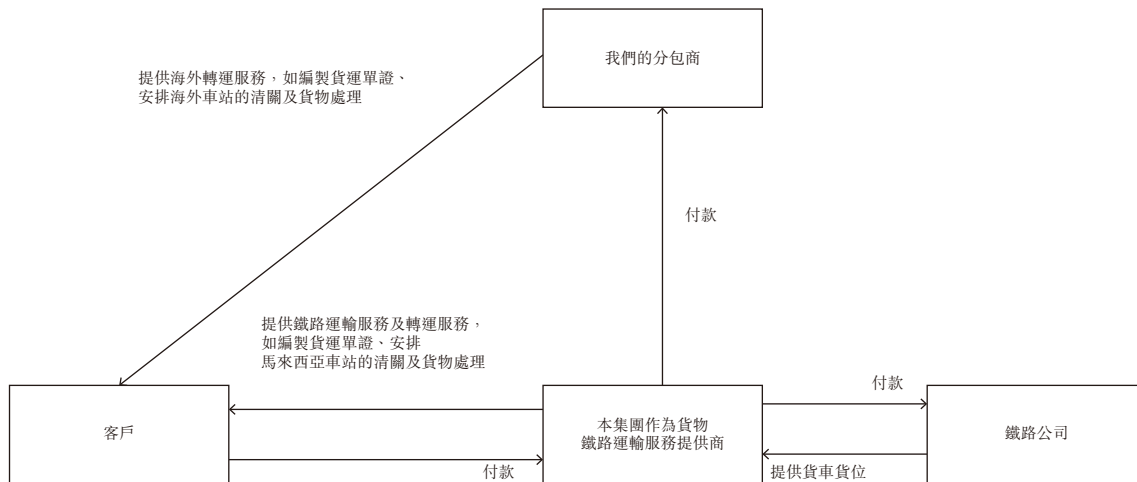 我們的分包商
提供海外轉運服務，如編製貨運單證、
安排海外車站的清關及貨物處理
付款
提供鐵路運輸服務及轉運服務，
如編製貨運單證、安排
馬來西亞車站的清關及貨物處理
付款
客戶
本集團作為貨物
鐵路運輸服務提供商
鐵路公司
付款
提供貨車貨位